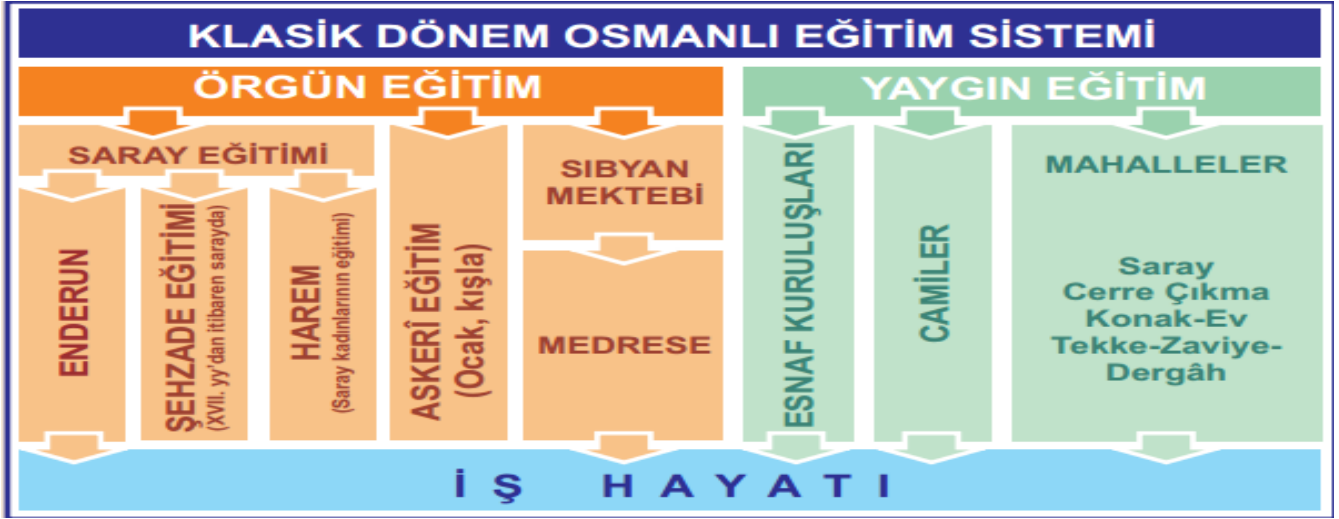 KLASİK DÖNEM OSMANLI EĞİTİM SİSTEMİ
ÖRGÜN EĞİTİM
YAYGIN EĞİTİM
SARAY EĞİTİMİ
ENDERUN
ŞEHZADE EĞİTİMİ
(XVII. yy'dan itibaren sarayda)
HAREM
(Saray kadınlarının eğitimi)
ASKERÎ EĞİTİM
(Ocak, kışla)
SIBYAN
MEKTEBİ
MEDRESE
ESNAF KURULUŞLARI
CAMİLER
MAHALLELER
Saray
Cerre Çıkma
Konak-Ev
Tekke-Zaviye-
Dergâh
İŞ HAYATI